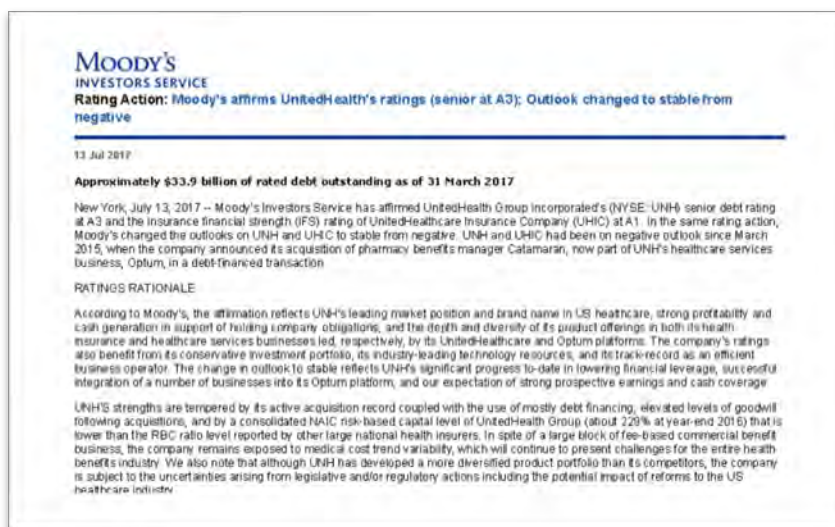 MOODY'S
INVESTORS SERVICE
Rating Action: Moody's affirms UnitedHealth's ratings (senior at A3); Outlook changed to stable from
negative
13 Jul 2017
Approximately $33.9 billion of rated debt outstanding as of 31 March 2017
New York, July 13, 2017 -- Moody's Investors Service has affirmed UnitedHealth Group Incorporated's (NYSE: UNH) senior debt rating
at A3 and the insurance financial strength (IFS) rating of UnitedHealthcare Insurance Company (UHIC) at A1. In the same rating action,
Moody's changed the outlooks on UNH and UHIC to stable from negative. UNH and UHIC had been on negative outlook since March
2015, when the company announced its acquisition of pharmacy benefits manager Catamaran, now part of UNH's healthcare services
business, Optum, in a debt-financed transaction
RATINGS RATIONALE
According to Moody's, the affirmation reflects UNH's leading market position and brand name in US heathcare, strong profitability and
cash generation in support of holding company obligations, and the depth and diversity of its product offerings in both its health
insurance and healthcare services businesses led, respectively, by its UnitedHealthcare and Optum platforms. The company's ratings
also benefit from its conservative investment portfolio, its industry-leading technology resources, and its track-record as an efficient
business operator. The change in outlook to stable reflects UNH's significant progress to-date in lowering financial leverage, successful
integration of a number of businesses into its Optum platform, and our expectation of strong prospective earnings and cash coverage
UNH'S strengths are tempered by its active acquisition record coupled with the use of mostly debt financing, elevated levels of goodwill
following acquisitions, and by a consolidated NAIC risk-based capital level of UnitedHealth Group (about 229% at year-end 2016) that is
lower than the RBC ratio level reported by other large national health insurers. In spite of a large block of fee-based commercial benefit
business, the company remains exposed to medical cost trend variability, which will continue to present challenges for the entire health
benefits industry. We also note that although UNH has developed a more diversified product portfolio than its competitors, the company
is subject to the uncertainties arising from legislative and/or regulatory actions including the potential impact of reforms to the US
healthcare industry